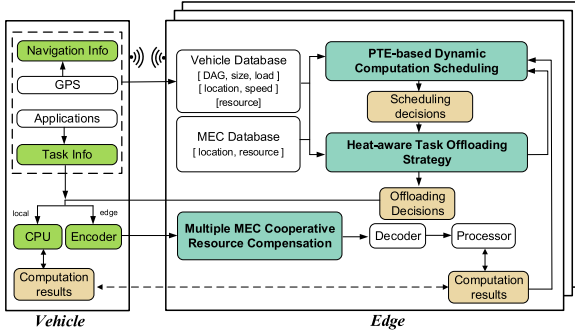 Navigation Info
GPS
Applications
Task Info
local
edge
CPU
Encoder
Computation
results
Vehicle
Vehicle Database
[ DAG, size, load ]
[ location, speed ]
[resource]
MEC Database
[ location, resource ]
PTE-based Dynamic
Computation Scheduling
Scheduling
decisions
Heat-aware Task Offloading
Strategy
Offloading
Decisions
Multiple MEC Cooperative
Resource Compensation
Decoder
Processor
Computation
results
Edge